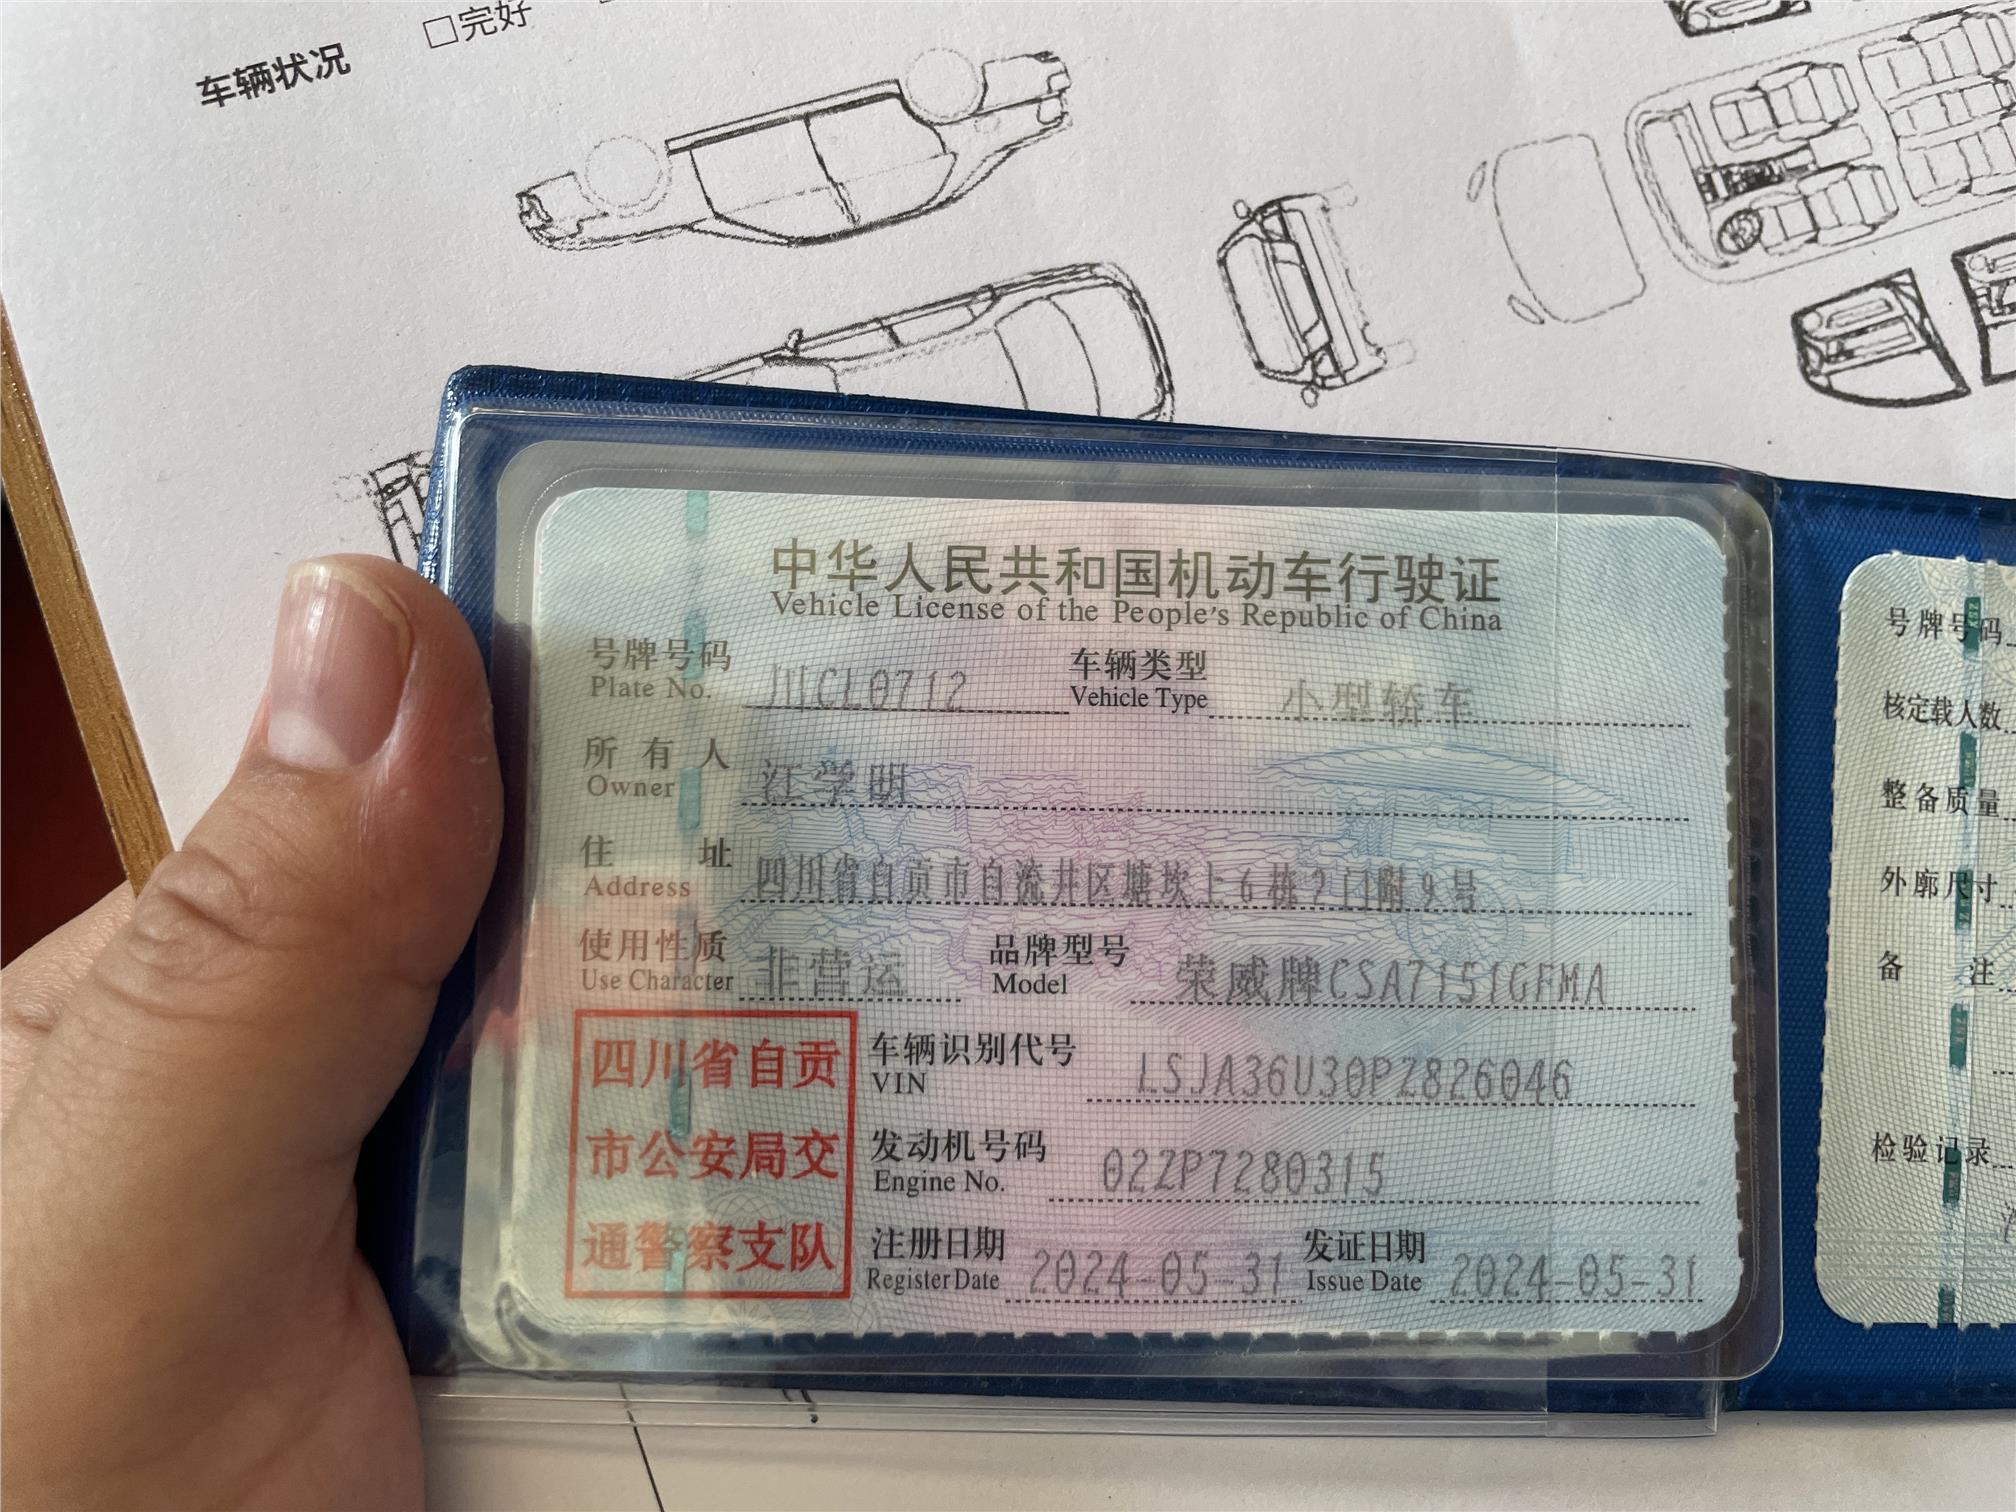 □完好
车辆状况
中华人民共和国机动车行驶证
Vehicle License of the People's Republic of China
号牌号码 川CL0712 车辆类型 小型轿车
Plate No. Vehicle Type
所有人 江学明
Owner
住址 四川省自贡市自流井区塘坎上6栋2门附9号
Address
使用性质 非营运 品牌型号 荣威牌CSA7151GFMA
Use Character Model
四川省自贡
市公安局交
通警察支队
车辆识别代号 LSJA36U30PZ826046
VIN
发动机号码 02ZP7280315
Engine No.
注册日期 2024-05-31 发证日期 2024-05-31
Register Date Issue Date
号牌号码
核定载人数
整备质量
外廓尺寸
备注
检验记录